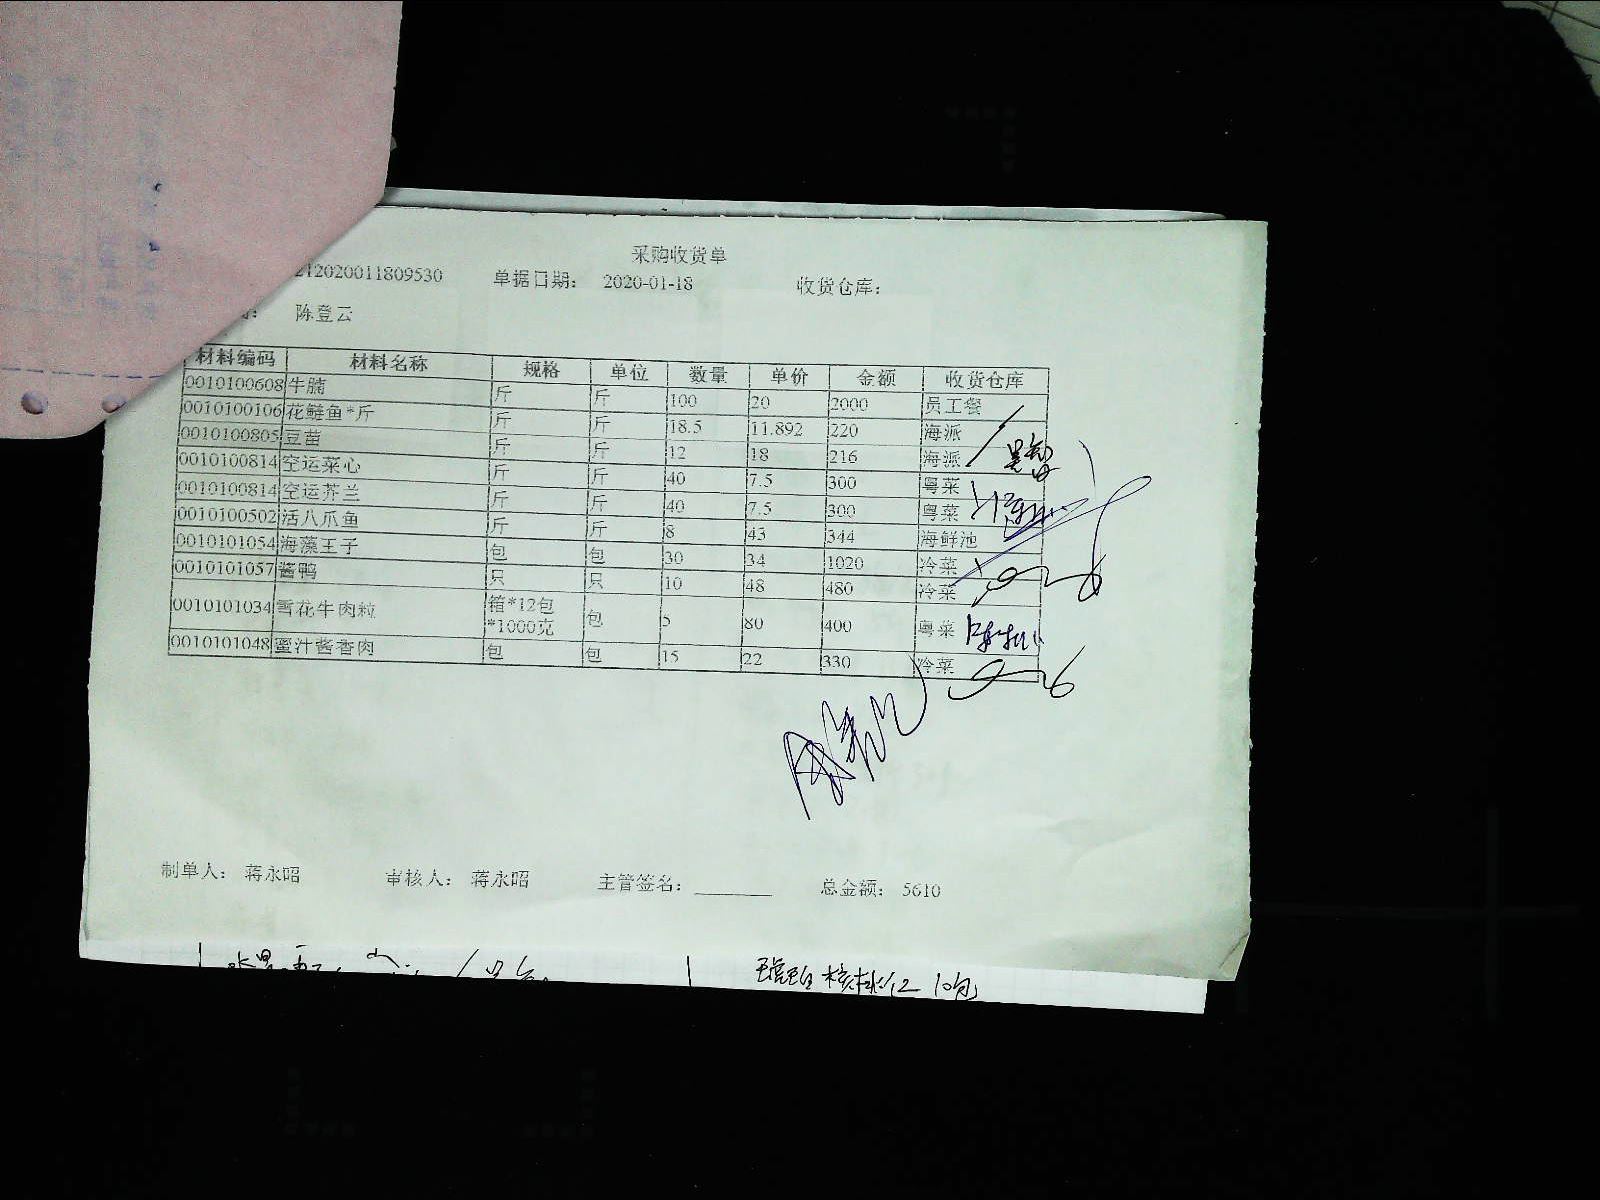 采购收货单
212020011809530 单据日期： 2020-01-18 收货仓库：
陈登云
材料编码 材料名称 规格 单位 数量 单价 金额 收货仓库
0010100608 牛腩 斤 斤 100 20 2000 员工餐
0010100106 花鲢鱼*斤 斤 斤 18.5 11.892 220 海派
0010100805 豆苗 斤 斤 12 18 216 海派
0010100814 空运菜心 斤 斤 40 7.5 300 粤菜
0010100814 空运芥兰 斤 斤 40 7.5 300 粤菜
0010100502 活八爪鱼 斤 斤 8 43 344 海鲜池
0010101054 海藻王子 包 包 30 34 1020 冷菜
0010101057 酱鸭 只 只 10 48 480 冷菜
0010101034 雪花牛肉粒 箱*12包*1000克 包 5 80 400 粤菜
0010101048 蜜汁酱香肉 包 包 15 22 330 冷菜
制单人： 蒋永昭 审核人： 蒋永昭 主管签名： 总金额： 5610
10包